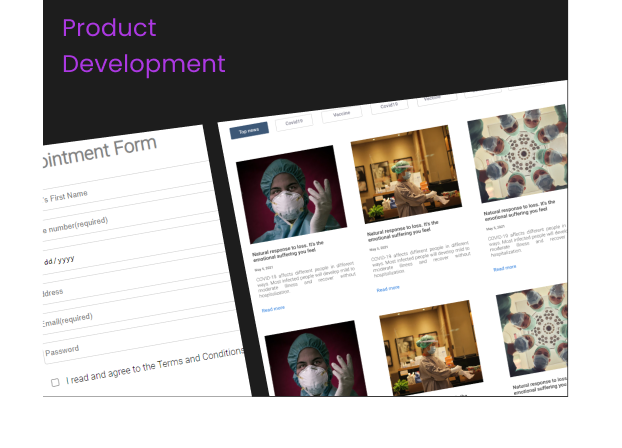 Product
Development
ointment Form
's First Name
e number(required)
dd/yyyy
dress
Email(required)
Password
I read and agree to the Terms and Conditions
Top news
Covid19
Vaccine
Covid19
Vaccine
Natural response to loss. It's the
emotional suffering you feel
May 5, 2021
COVID-19 affects different people in different
ways. Most infected people will develop mild to
moderate illness and recover without
hospitalization.
Read more
Natural response to loss. It's the
emotional suffering you feel
May 5, 2021
COVID-19 affects different people in different
ways. Most infected people will develop mild to
moderate illness and recover without
hospitalization.
Read more
Natural response to loss. It's the
emotional suffering you feel
May 5, 2021
COVID-19 affects different people in
ways. Most infected people will develop
moderate illness and recover
hospitalization.
Read more
Natural response to loss. It's the
emotional suffering you feel